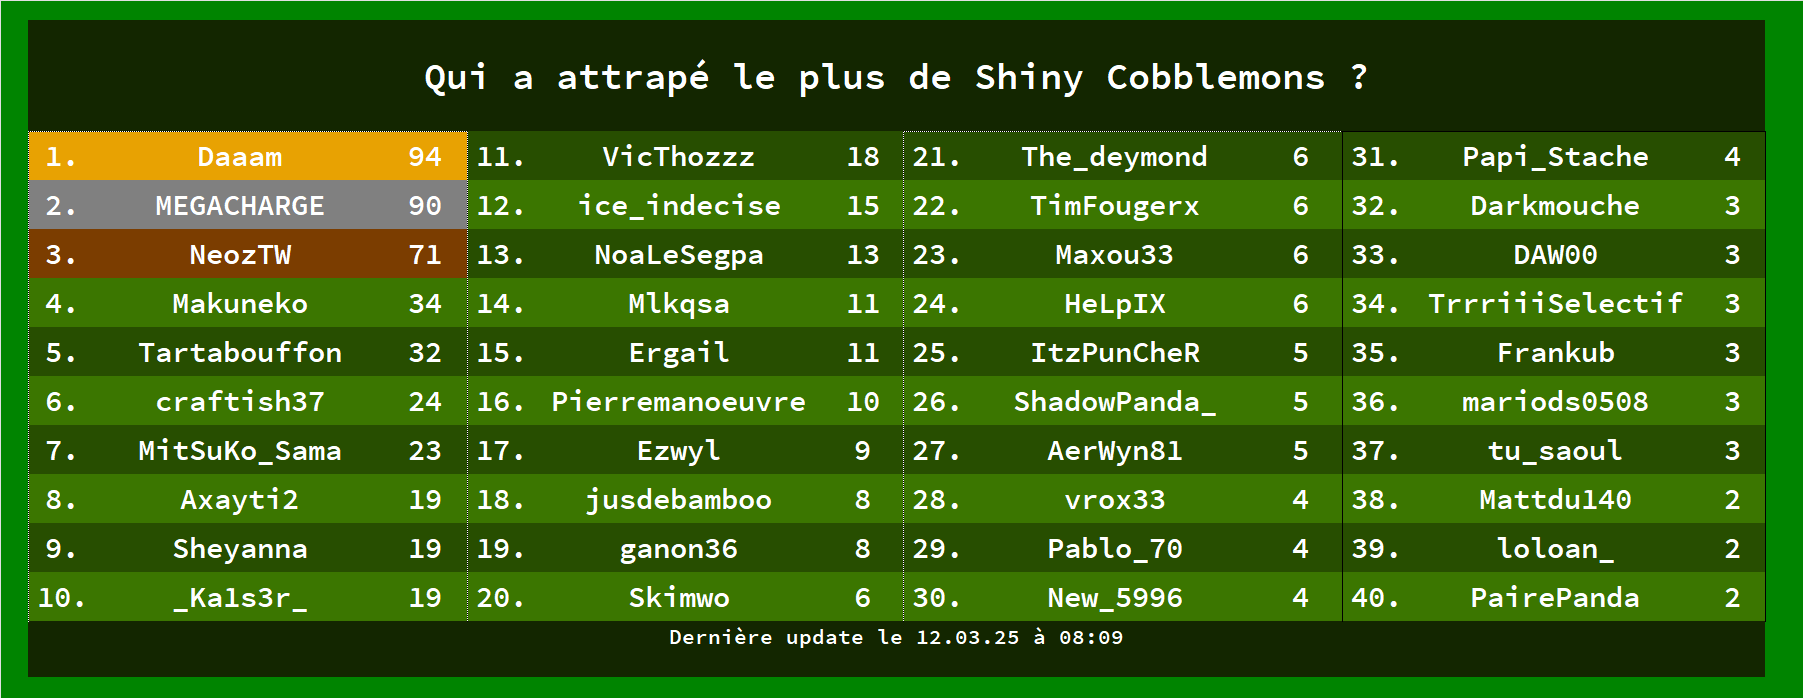 Qui a attrapé le plus de Shiny Cobblemons ?
1. Daaam 94
2. MEGACHARGE 90
3. NeozTW 71
4. Makuneko 34
5. Tartabouffon 32
6. craftish37 24
7. MitSuKo_Sama 23
8. Axayti2 19
9. Sheyanna 19
10. _Ka1s3r_ 19
11. VicThozzz 18
12. ice_indecise 15
13. NoaLeSegpa 13
14. Mlkqsa 11
15. Ergail 11
16. Pierremanoeuvre 10
17. Ezwyl 9
18. jusdebamboo 8
19. ganon36 8
20. Skimwo 6
21. The_deymond 6
22. TimFougerx 6
23. Maxou33 6
24. HeLpIX 6
25. ItzPunCheR 5
26. ShadowPanda_ 5
27. AerWyn81 5
28. vrox33 4
29. Pablo_70 4
30. New_5996 4
31. Papi_Stache 4
32. Darkmouche 3
33. DAW00 3
34. TrrriiiSelectif 3
35. Frankub 3
36. mariods0508 3
37. tu_saoul 3
38. Mattdu140 2
39. loloan_ 2
40. PairePanda 2
Dernière update le 12.03.25 à 08:09